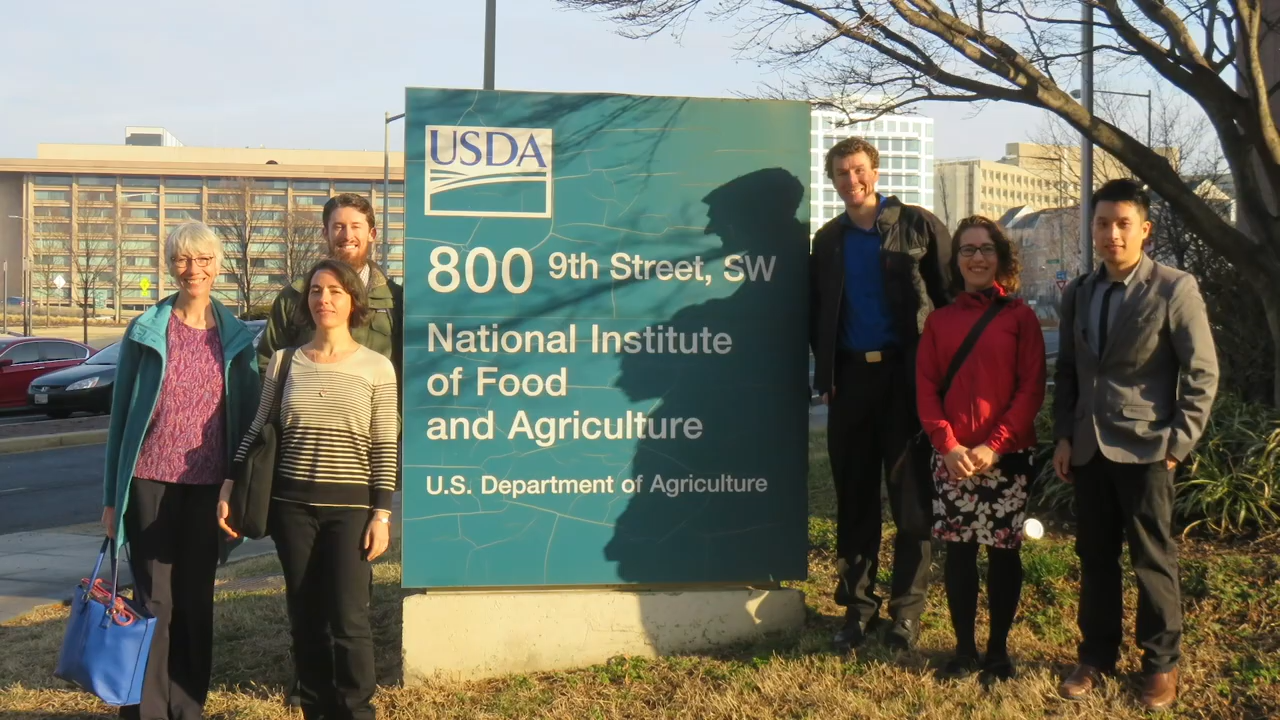 USDA
800 9th Street, SW
National Institute
of Food
and Agriculture
U.S. Department of Agriculture